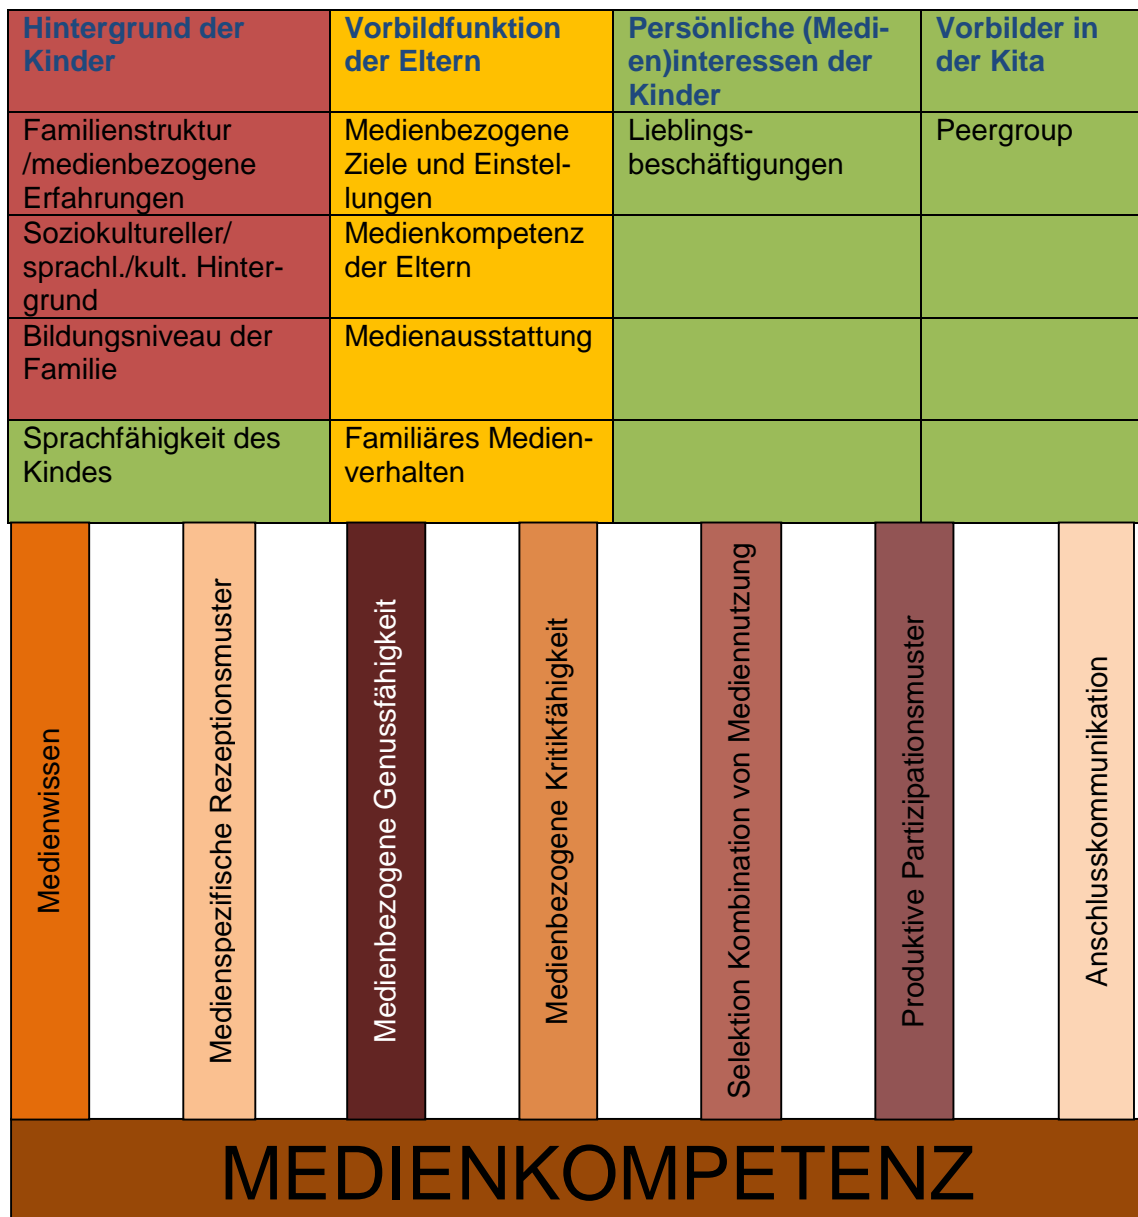 Hintergrund der
Kinder
Vorbildfunktion
der Eltern
Persönliche (Medi-
en)interessen der
Kinder
Vorbilder in
der Kita
Familienstruktur
/medienbezogene
Erfahrungen
Medienbezogene
Ziele und Einstel-
lungen
Lieblings-
beschäftigungen
Peergroup
Soziokultureller/
sprachl./kult. Hinter-
grund
Medienkompetenz
der Eltern
Bildungsniveau der
Familie
Medienausstattung
Sprachfähigkeit des
Kindes
Familiäres Medien-
verhalten
Medienwissen
Medienspezifische Rezeptionsmuster
Medienbezogene Genussfähigkeit
Medienbezogene Kritikfähigkeit
Selektion Kombination von Mediennutzung
Produktive Partizipationsmuster
Anschlusskommunikation
MEDIENKOMPETENZ